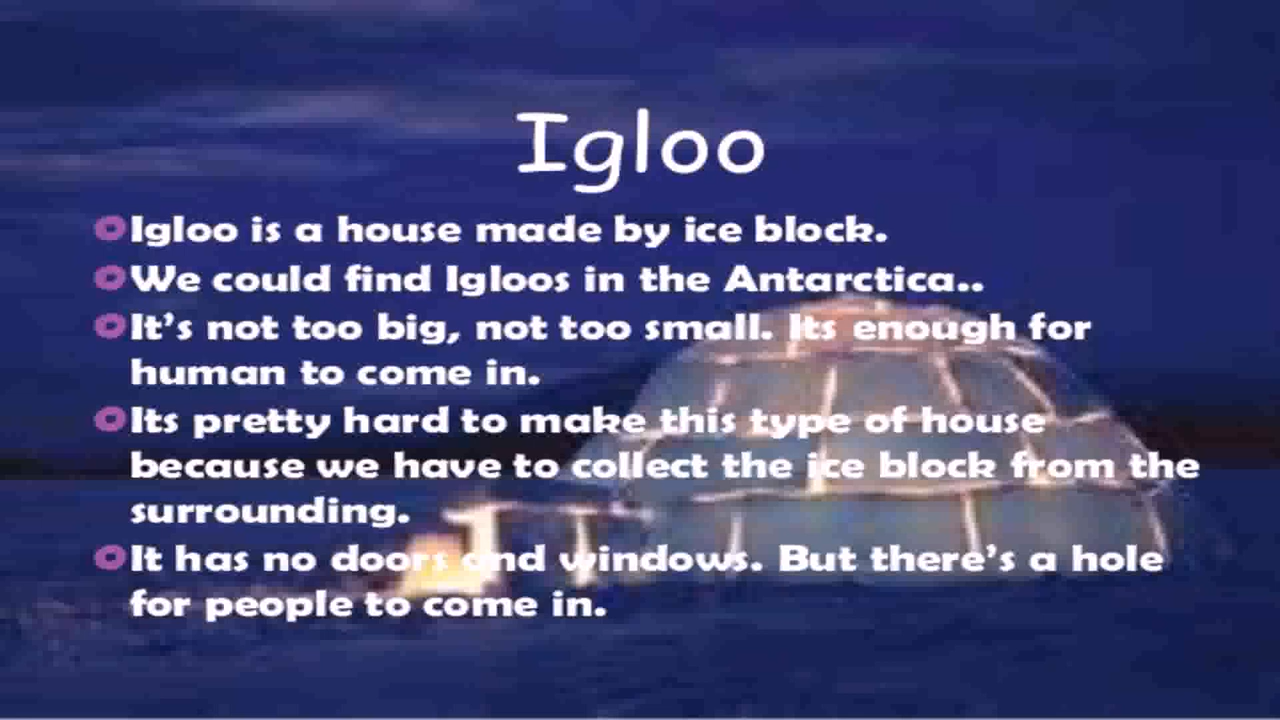 Igloo
Igloo is a house made by ice block.
We could find Igloos in the Antarctica..
It's not too big, not too small. Its enough for
human to come in.
Its pretty hard to make this type of house
because we have to collect the ice block from the
surrounding.
It has no doors and windows. But there's a hole
for people to come in.